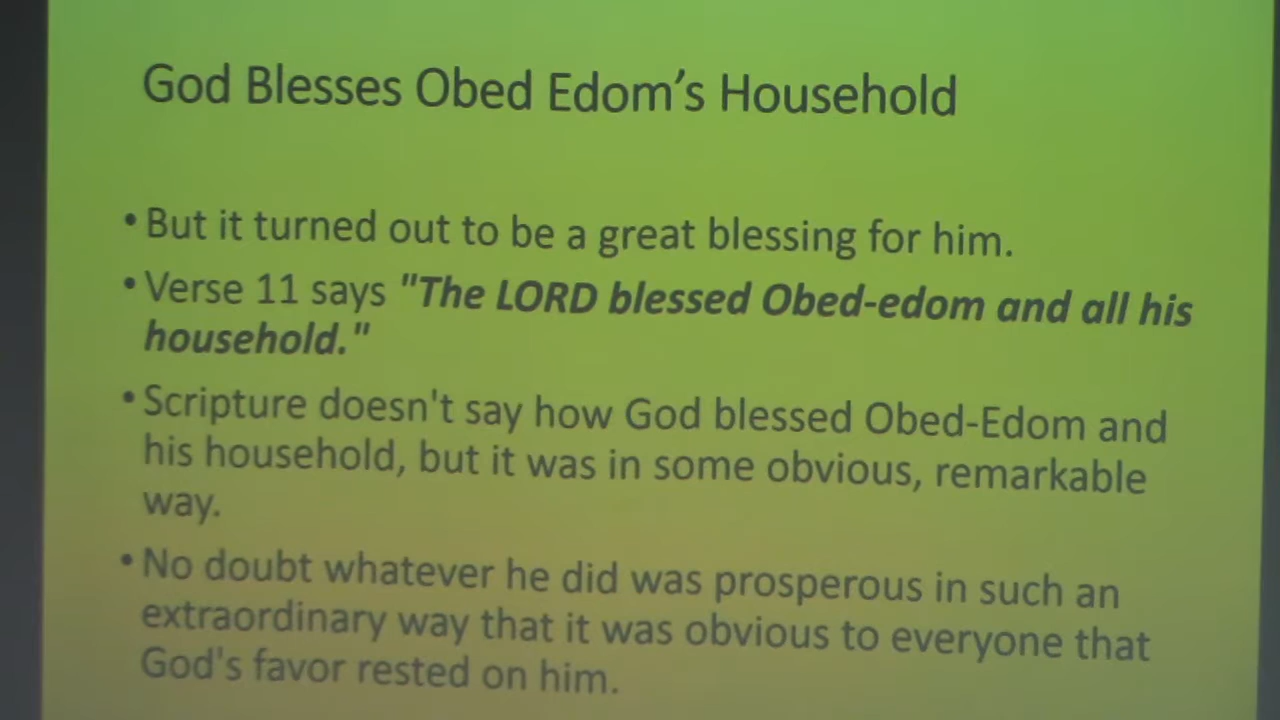 God Blesses Obed Edom’s Household
• But it turned out to be a great blessing for him.
• Verse 11 says "The LORD blessed Obed-edom and all his
household."
• Scripture doesn't say how God blessed Obed-Edom and
his household, but it was in some obvious, remarkable
way.
• No doubt whatever he did was prosperous in such an
extraordinary way that it was obvious to everyone that
God's favor rested on him.